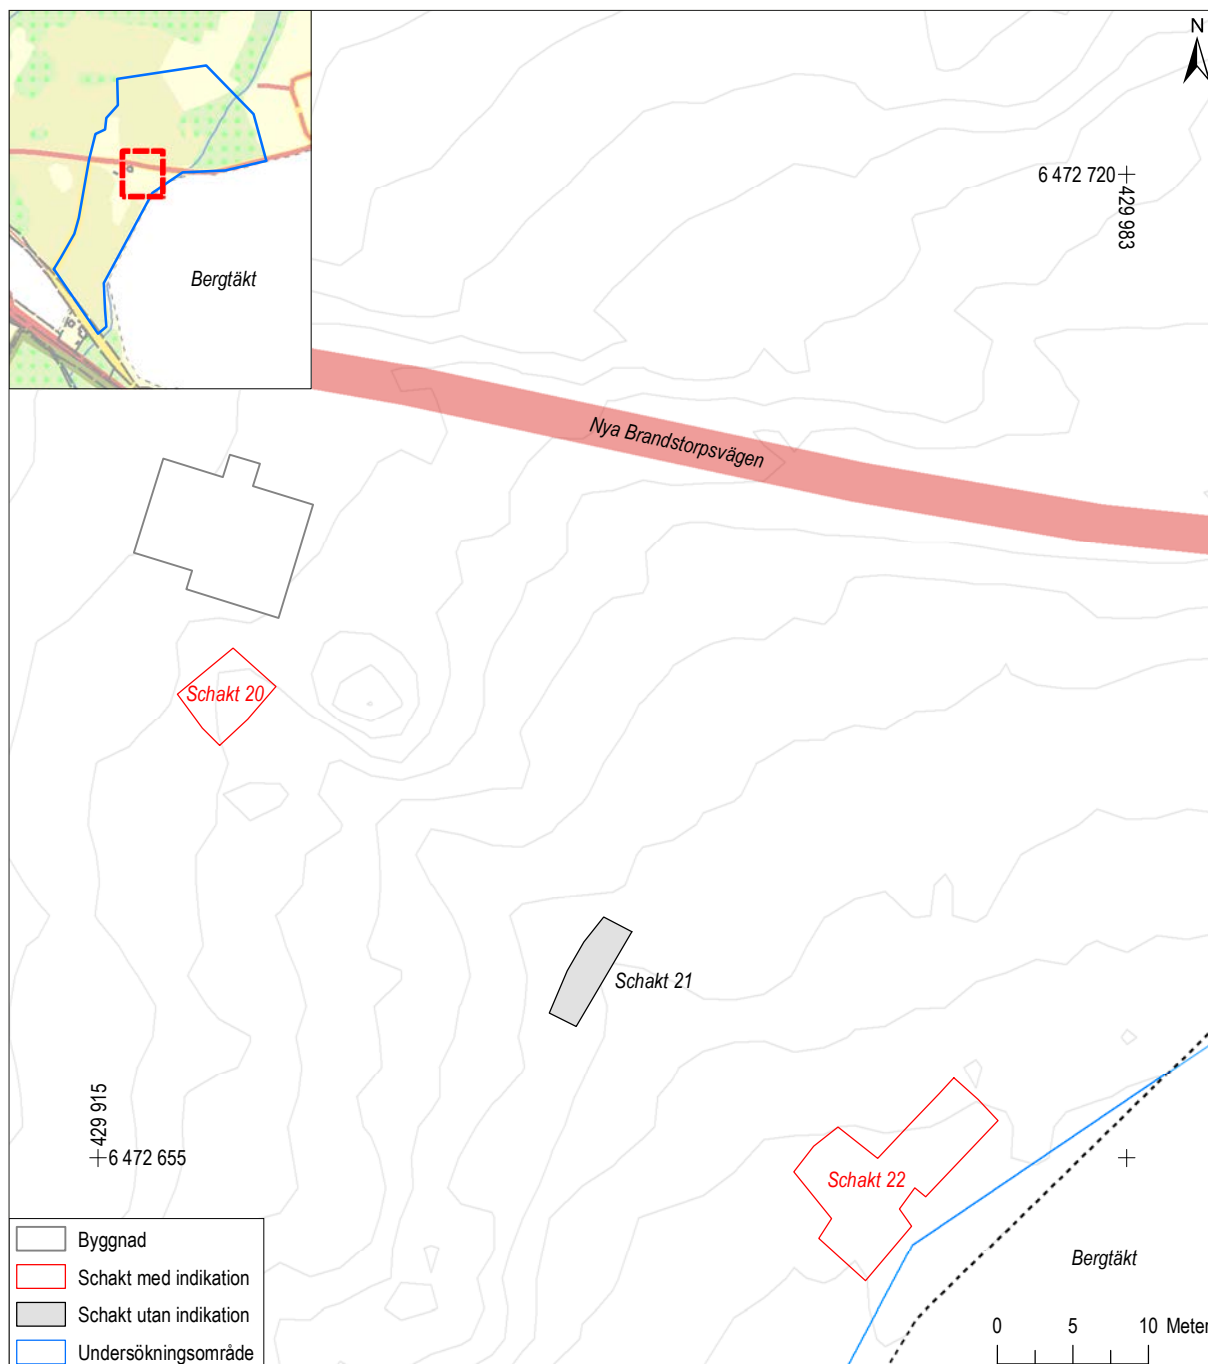 N
Bergtäkt
6 472 720
429 983
Nya Brandstorpsvägen
Schakt 20
Schakt 21
429 915
6 472 655
Schakt 22
Bergtäkt
Byggnad
Schakt med indikation
Schakt utan indikation
Undersökningsområde
0 5 10 Meter